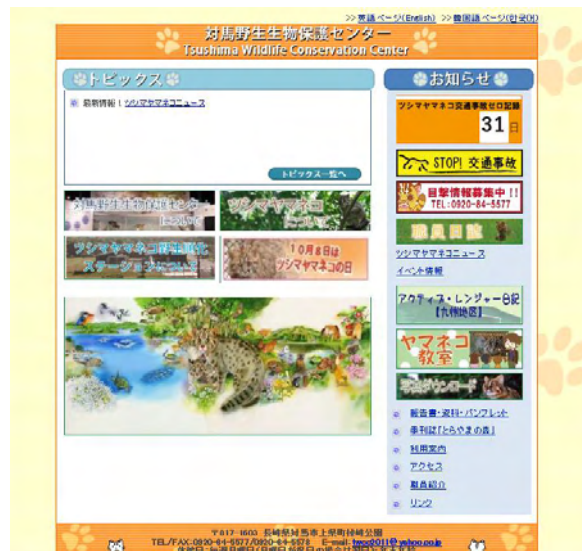 >> 英語 ページ(English) >> 韓国語 ページ(한국어)
対馬野生生物保護センター
Tsushima Wildlife Conservation Center
トピックス
お知らせ
最新情報！ツシマヤマネコニュース
ツシマヤマネコ交通事故ゼロ記録
31日
トピックス一覧へ
STOP! 交通事故
対馬野生生物保護センター
について
ツシマヤマネコ
について
目撃情報募集中！！
TEL:0920-84-5577
職員日誌
ツシマヤマネコ野生順化
ステーションについて
10月8日は
ツシマヤマネコの日
ツシマヤマネコニュース
イベント情報
アクティブ・レンジャー日記
【九州地区】
ヤマネコ
教室
写真ダウンロード
報告書・資料・パンフレット
季刊誌「とらやまの森」
利用案内
アクセス
職員紹介
リンク
〒817-1603 長崎県対馬市上県町棹崎公園
TEL/FAX:0920-84-5577/0920-84-5578 E-mail: twcc2011@yahoo.co.jp